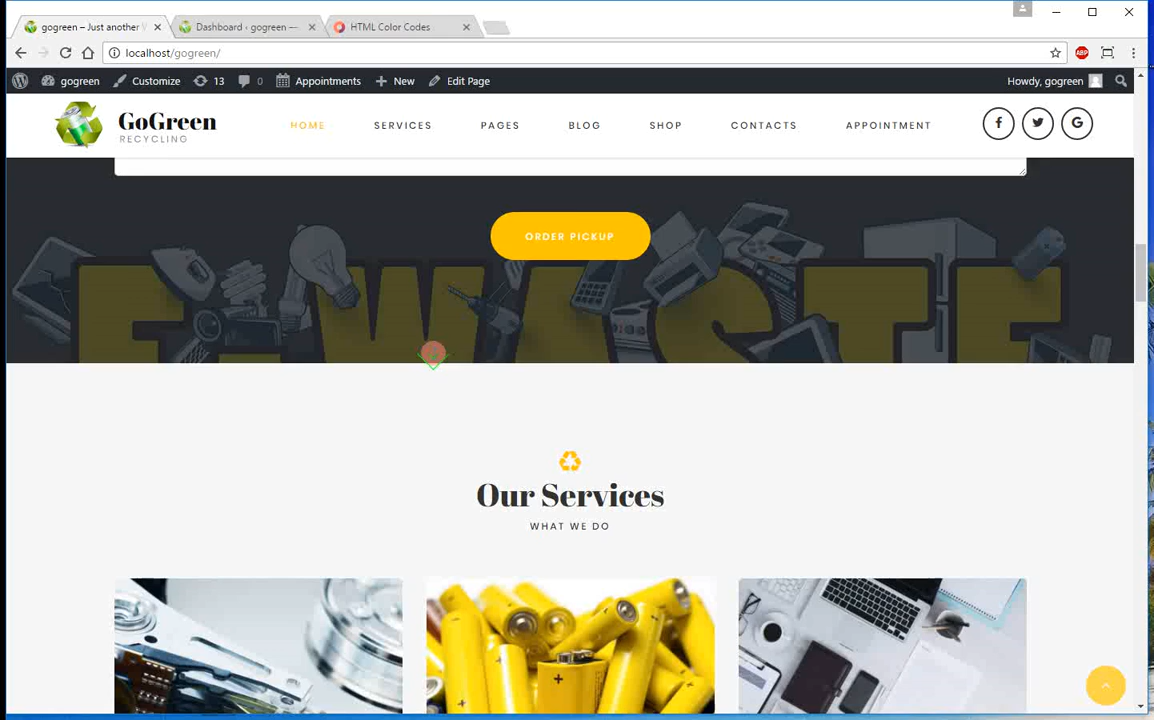 gogreen – Just another W
Dashboard ‹ gogreen —
HTML Color Codes
localhost/gogreen/
ABP
gogreen
Customize
13
0
Appointments
New
Edit Page
Howdy, gogreen
GoGreen
RECYCLING
HOME
SERVICES
PAGES
BLOG
SHOP
CONTACTS
APPOINTMENT
ORDER PICKUP
E-WASTE
Our Services
WHAT WE DO